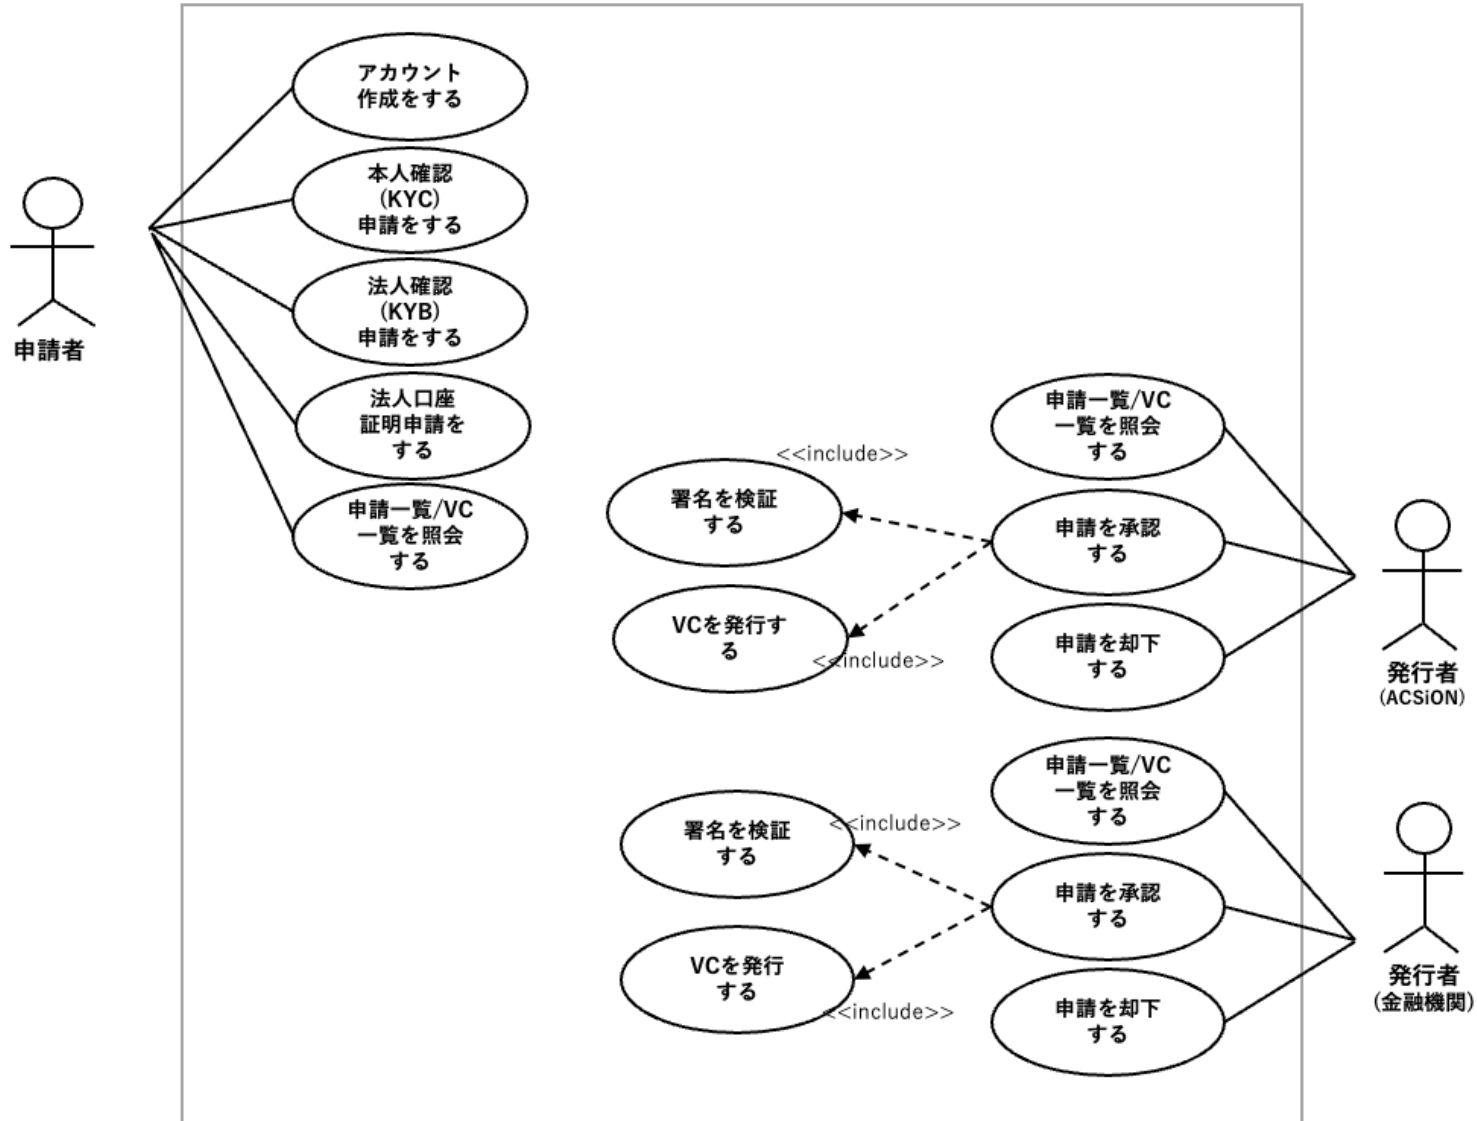 アカウント
作成をする
本人確認
(KYC)
申請をする
法人確認
(KYB)
申請をする
法人口座
証明申請を
する
申請一覧/VC
一覧を照会
する
申請者
申請一覧/VC
一覧を照会
する
<<include>>
署名を検証
する
申請を承認
する
VCを発行す
る
<<include>>
申請を却下
する
発行者
(ACSiON)
申請一覧/VC
一覧を照会
する
<<include>>
署名を検証
する
申請を承認
する
VCを発行
する
<<include>>
申請を却下
する
発行者
(金融機関)